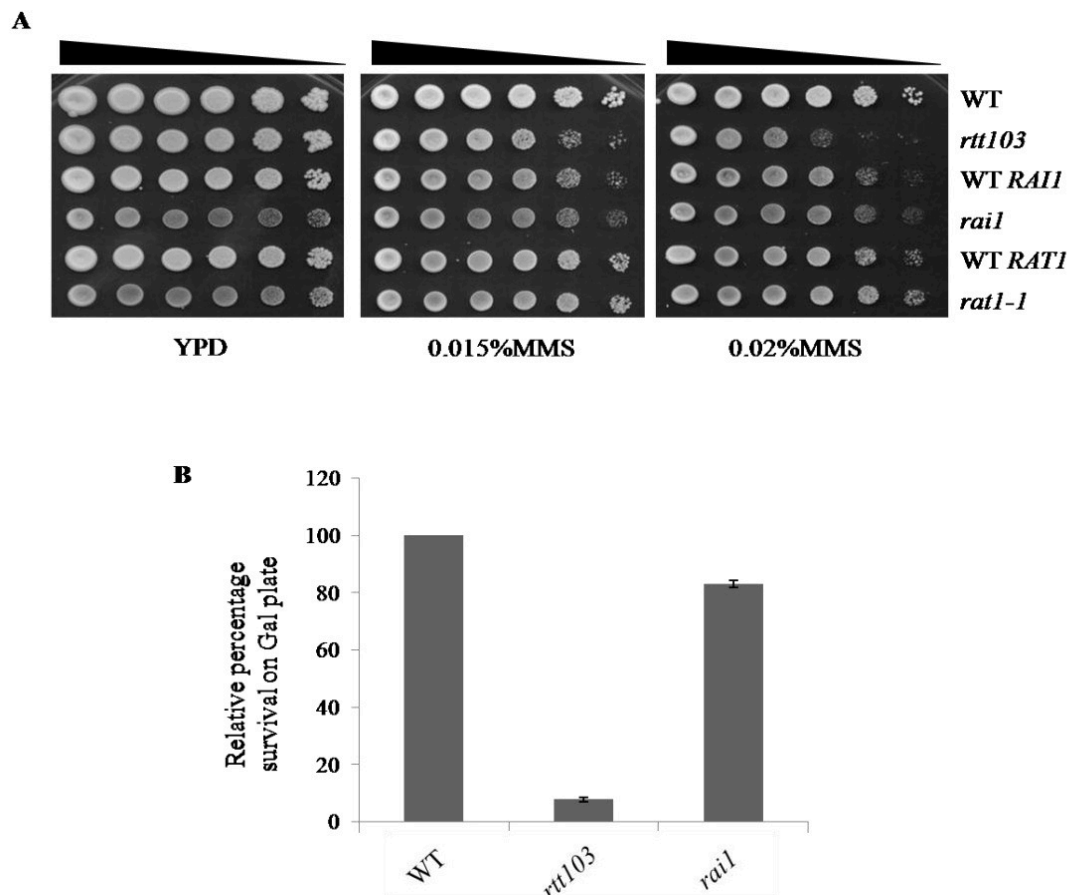 A
WT
rtt103
WT RAI1
rai1
WT RAT1
rat1-1
YPD
0.015%MMS
0.02%MMS
B
Relative percentage
survival on Gal plate
120
100
80
60
40
20
0
WT
rtt103
rai1